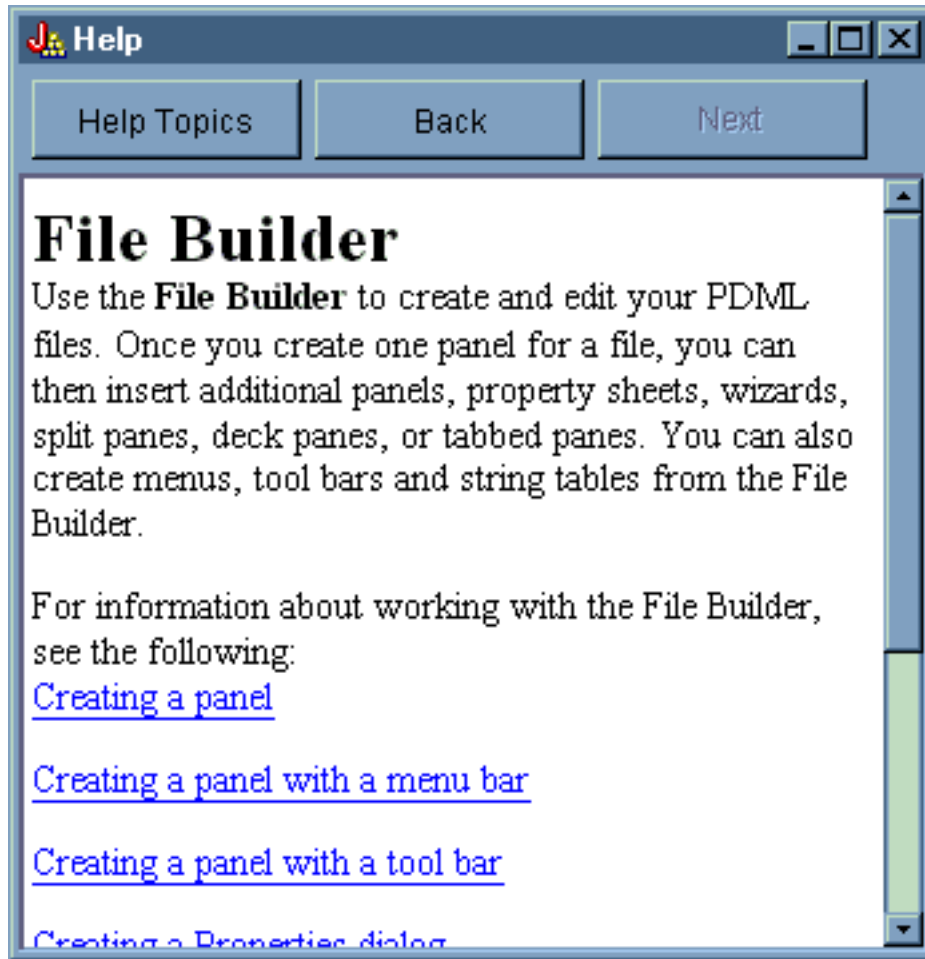 Help
Help Topics Back Next
File Builder
Use the File Builder to create and edit your PDML
files. Once you create one panel for a file, you can
then insert additional panels, property sheets, wizards,
split panes, deck panes, or tabbed panes. You can also
create menus, tool bars and string tables from the File
Builder.
For information about working with the File Builder,
see the following:
Creating a panel
Creating a panel with a menu bar
Creating a panel with a tool bar
Creating a Properties dialog